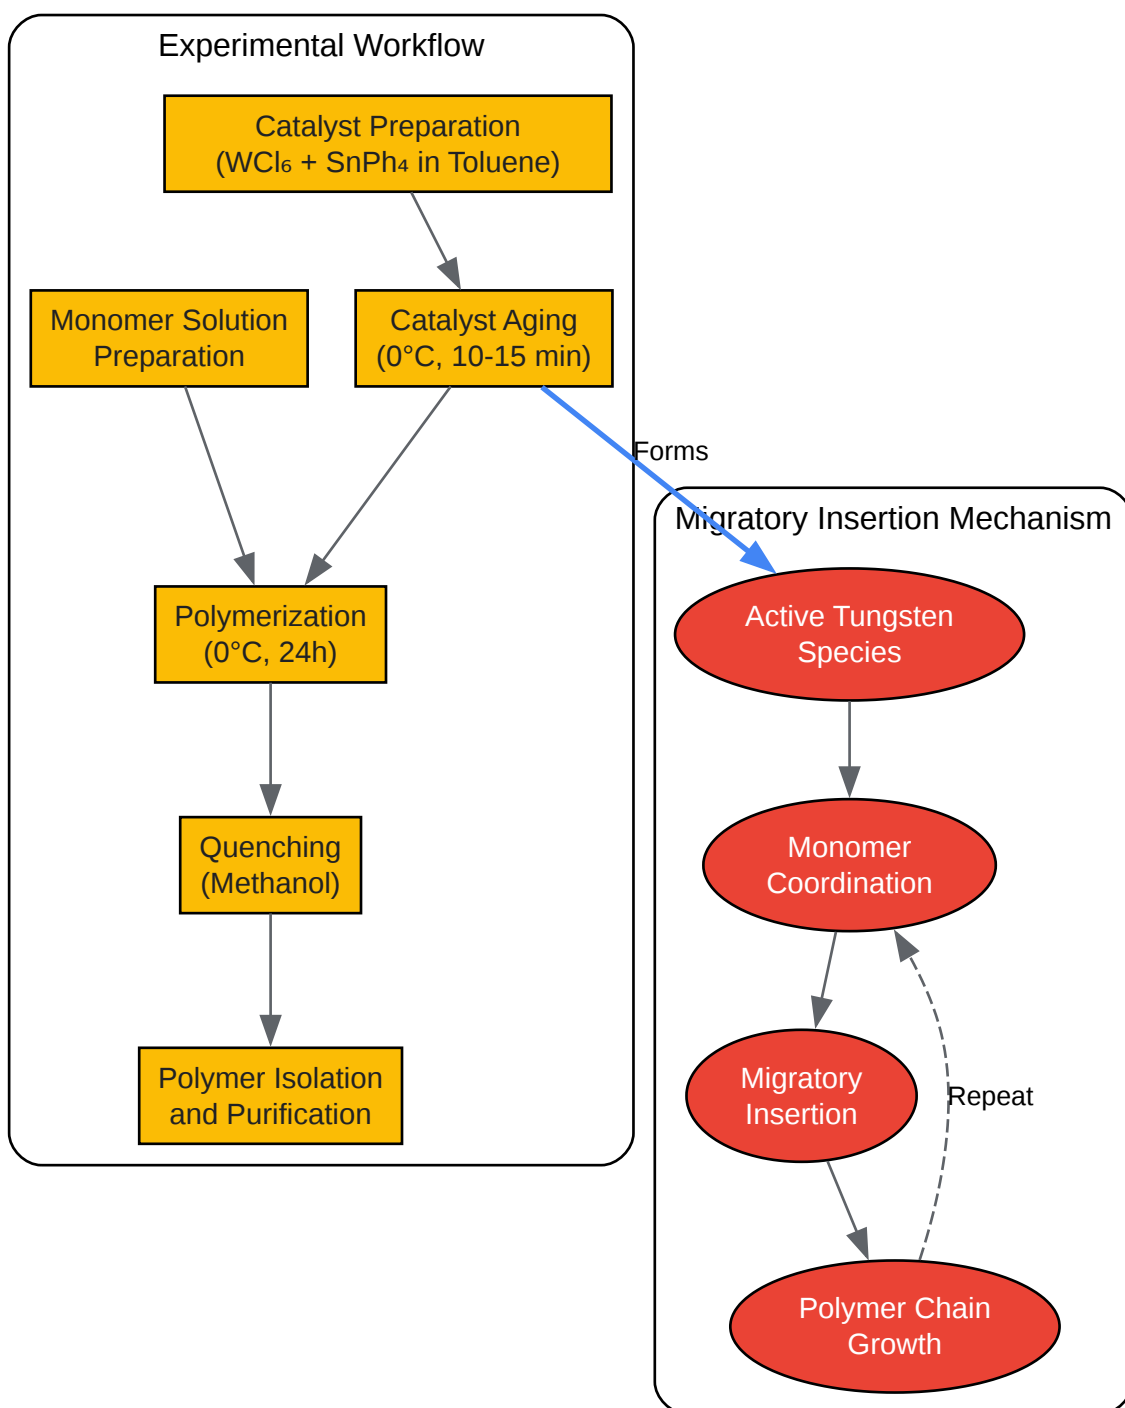 Experimental Workflow
Catalyst Preparation
(WCl₆ + SnPh₄ in Toluene)
Monomer Solution
Preparation
Catalyst Aging
(0°C, 10-15 min)
Forms
Polymerization
(0°C, 24h)
Quenching
(Methanol)
Polymer Isolation
and Purification
Migratory Insertion Mechanism
Active Tungsten
Species
Monomer
Coordination
Migratory
Insertion
Repeat
Polymer Chain
Growth